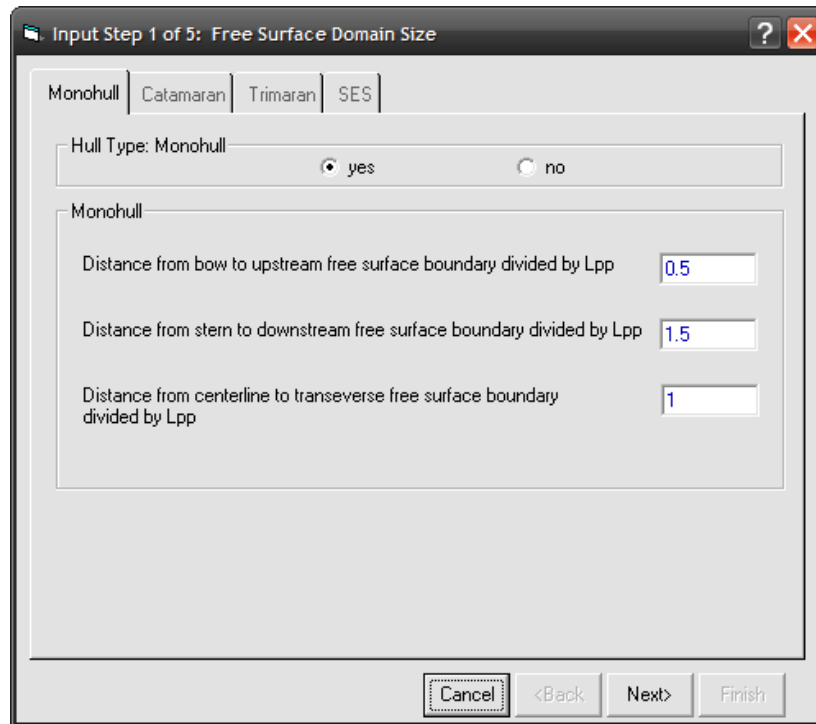 Input Step 1 of 5: Free Surface Domain Size
?
Monohull Catamaran Trimaran SES
Hull Type: Monohull
yes no
Monohull
Distance from bow to upstream free surface boundary divided by Lpp 0.5
Distance from stern to downstream free surface boundary divided by Lpp 1.5
Distance from centerline to transeverse free surface boundary 1
divided by Lpp
Cancel <Back Next> Finish